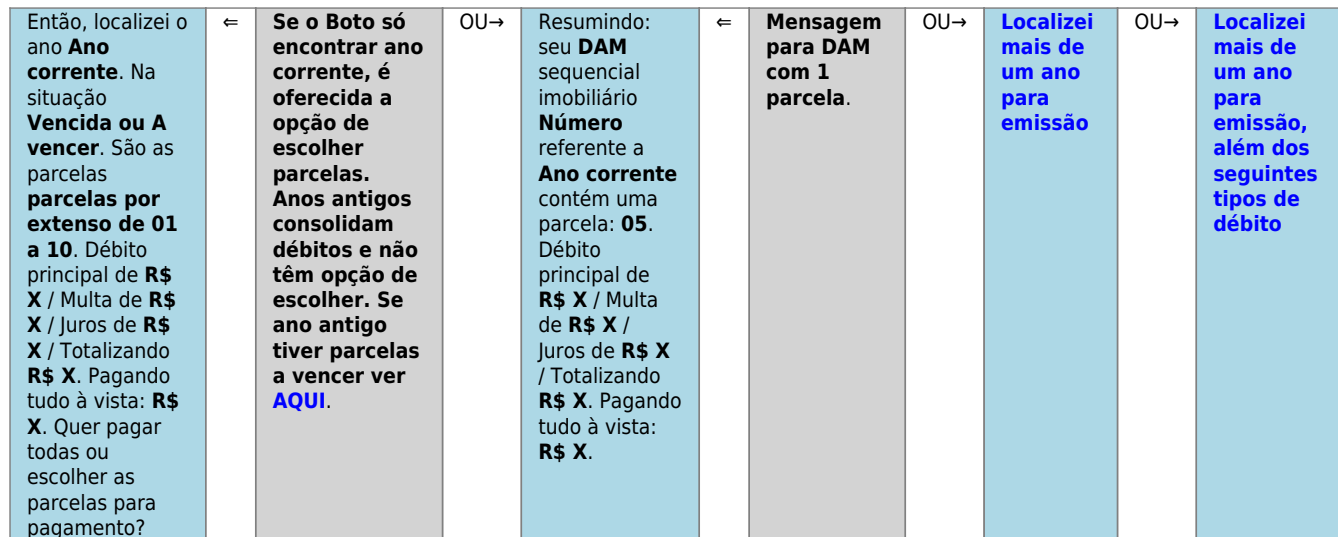 Então, localizei o
ano Ano
corrente. Na
situação
Vencida ou A
vencer. São as
parcelas
parcelas por
extenso de 01
a 10. Débito
principal de R$
X / Multa de R$
X / Juros de R$
X / Totalizando
R$ X. Pagando
tudo à vista: R$
X. Quer pagar
todas ou
escolher as
parcelas para
pagamento?
⇐
Se o Boto só
encontrar ano
corrente, é
oferecida a
opção de
escolher
parcelas.
Anos antigos
consolidam
débitos e não
têm opção de
escolher. Se
ano antigo
tiver parcelas
a vencer ver
AQUI.
OU→
Resumindo:
seu DAM
sequencial
imobiliário
Número
referente a
Ano corrente
contém uma
parcela: 05.
Débito
principal de
R$ X / Multa
de R$ X /
Juros de R$ X
/ Totalizando
R$ X. Pagando
tudo à vista:
R$ X.
⇐
Mensagem
para DAM
com 1
parcela.
OU→
Localizei
mais de
um ano
para
emissão
OU→
Localizei
mais de
um ano
para
emissão,
além dos
seguintes
tipos de
débito